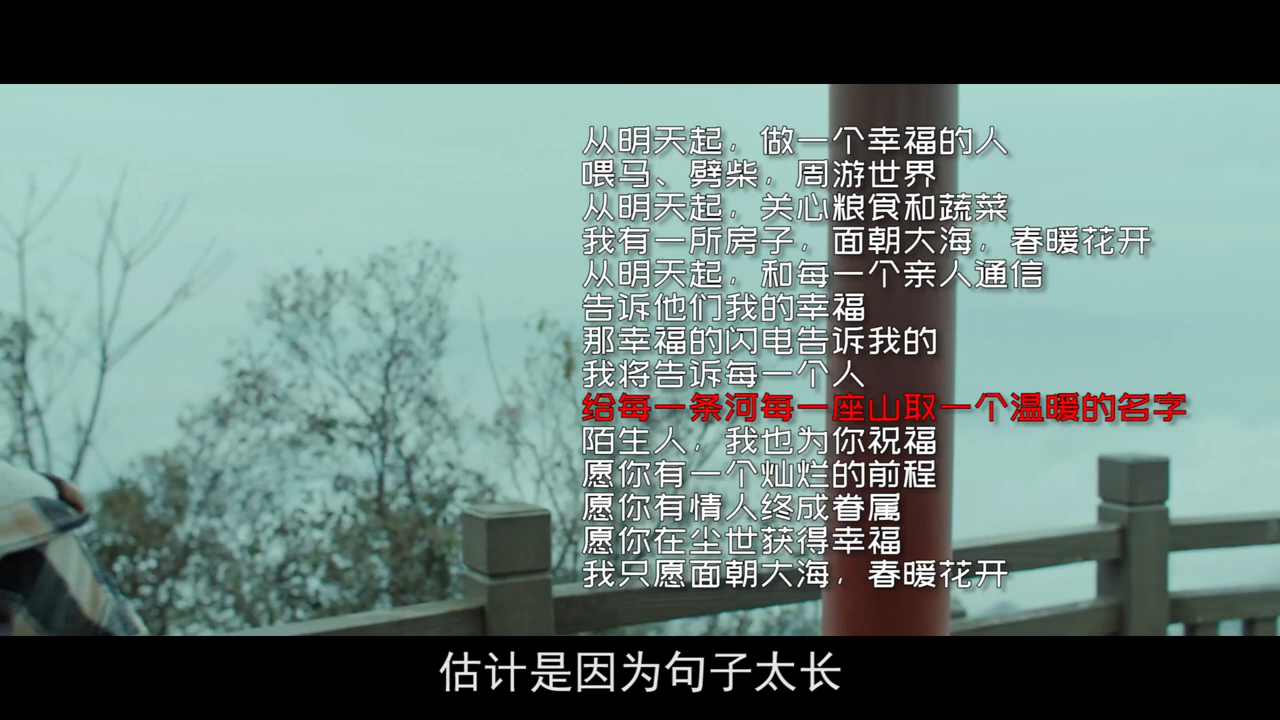 从明天起，做一个幸福的人
喂马、劈柴，周游世界
从明天起，关心粮食和蔬菜
我有一所房子，面朝大海，春暖花开
从明天起，和每一个亲人通信
告诉他们我的幸福
那幸福的闪电告诉我的
我将告诉每一个人
给每一条河每一座山取一个温暖的名字
陌生人，我也为你祝福
愿你有一个灿烂的前程
愿你有情人终成眷属
愿你在尘世获得幸福
我只愿面朝大海，春暖花开
估计是因为句子太长